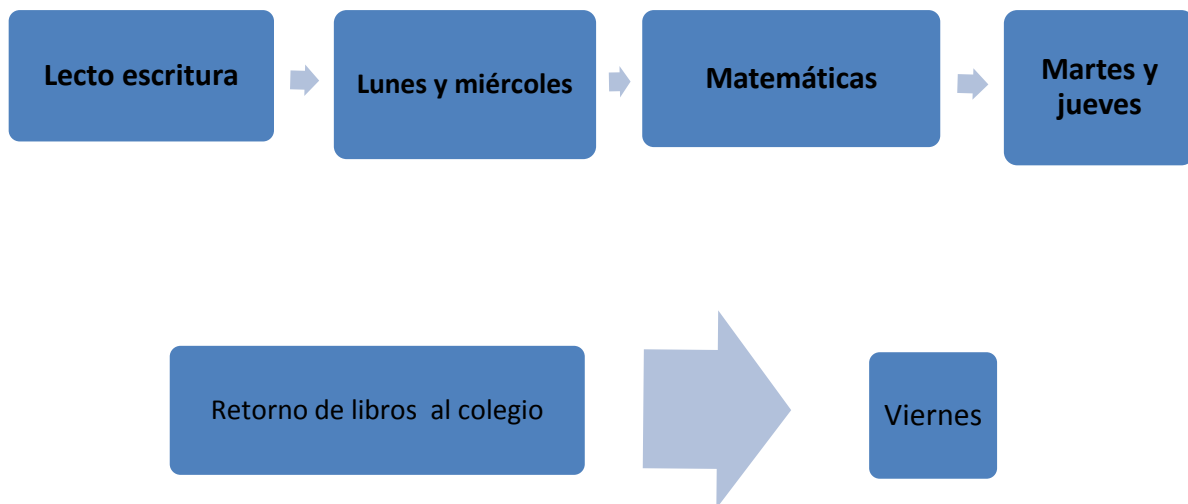 Lecto escritura
Lunes y miércoles
Matemáticas
Martes y
jueves
Retorno de libros  al colegio
Viernes